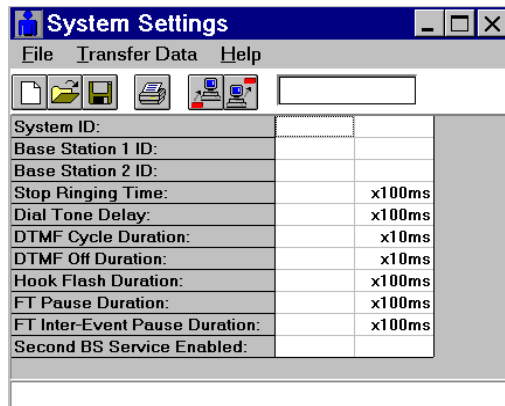 System Settings
File Transfer Data Help
System ID:
Base Station 1 ID:
Base Station 2 ID:
Stop Ringing Time: x100ms
Dial Tone Delay: x100ms
DTMF Cycle Duration: x10ms
DTMF Off Duration: x10ms
Hook Flash Duration: x100ms
FT Pause Duration: x100ms
FT Inter-Event Pause Duration: x100ms
Second BS Service Enabled: